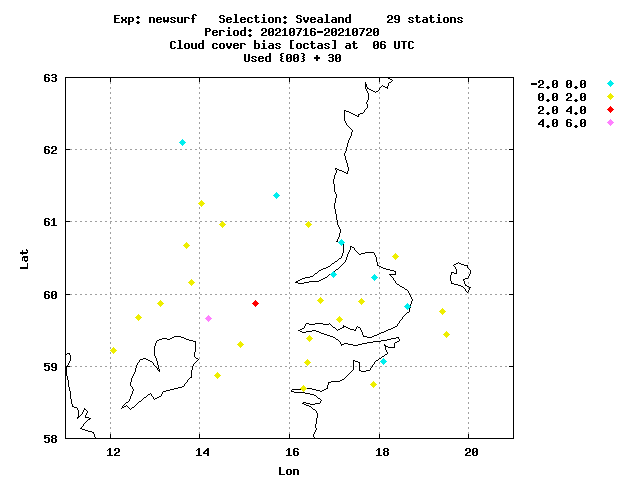 Exp: newsurf   Selection: Svealand     29 stations
Period: 20210716-20210720
Cloud cover bias [octas] at  06 UTC
Used {00} + 30
-2.0 0.0
0.0 2.0
2.0 4.0
4.0 6.0
63
62
61
60
59
58
Lat
12 14 16 18 20
Lon